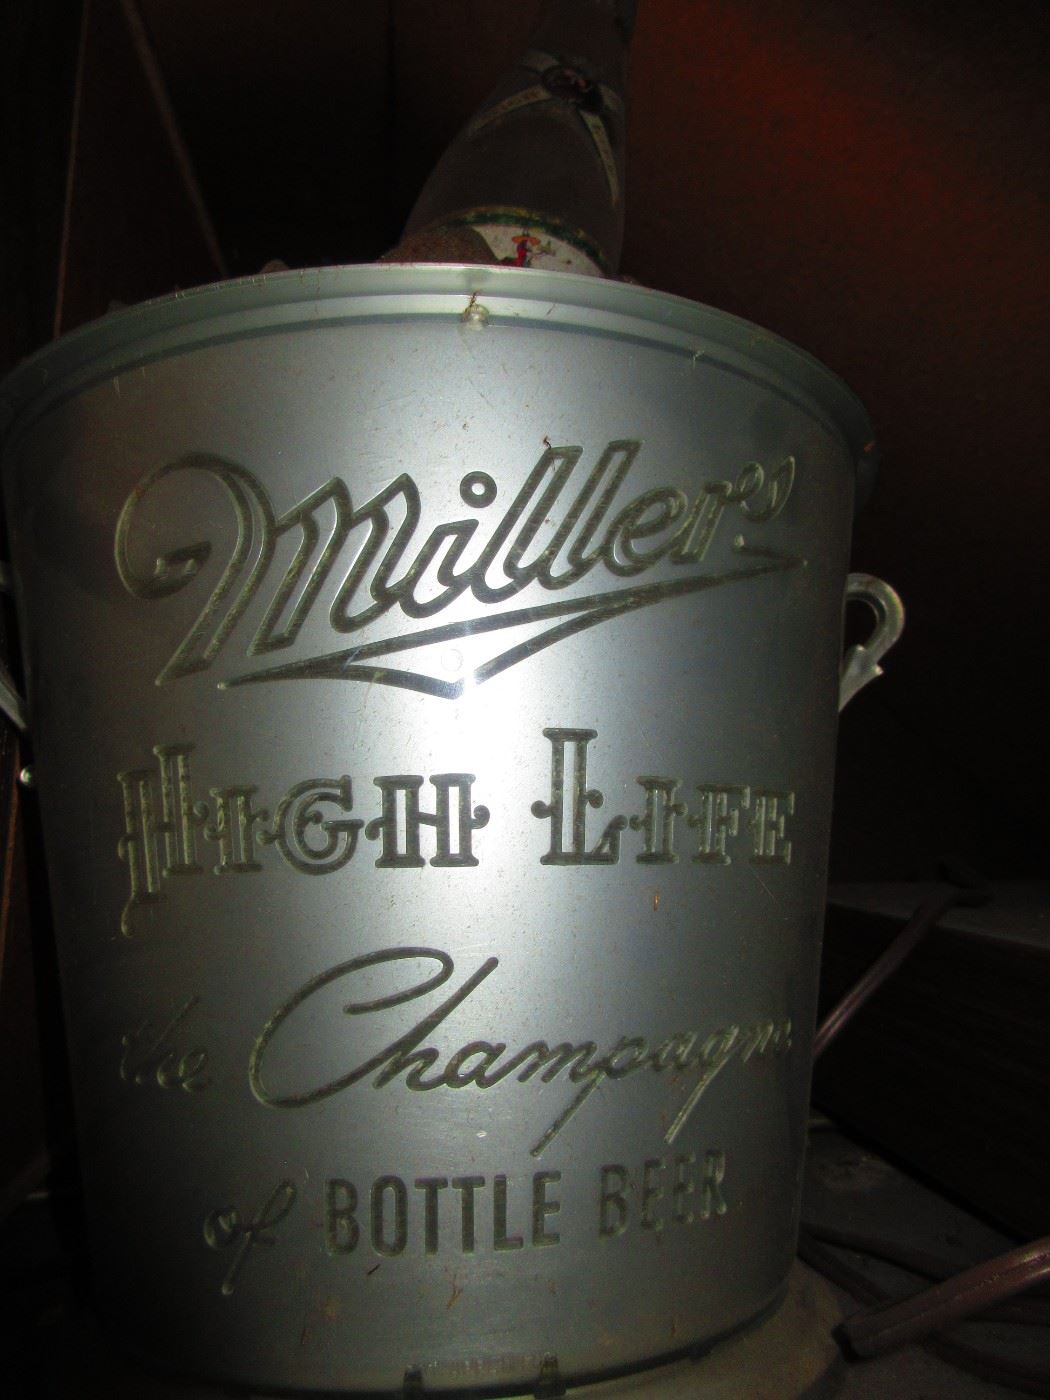 Miller's
HIGH LIFE
the Champagne
of BOTTLE BEER